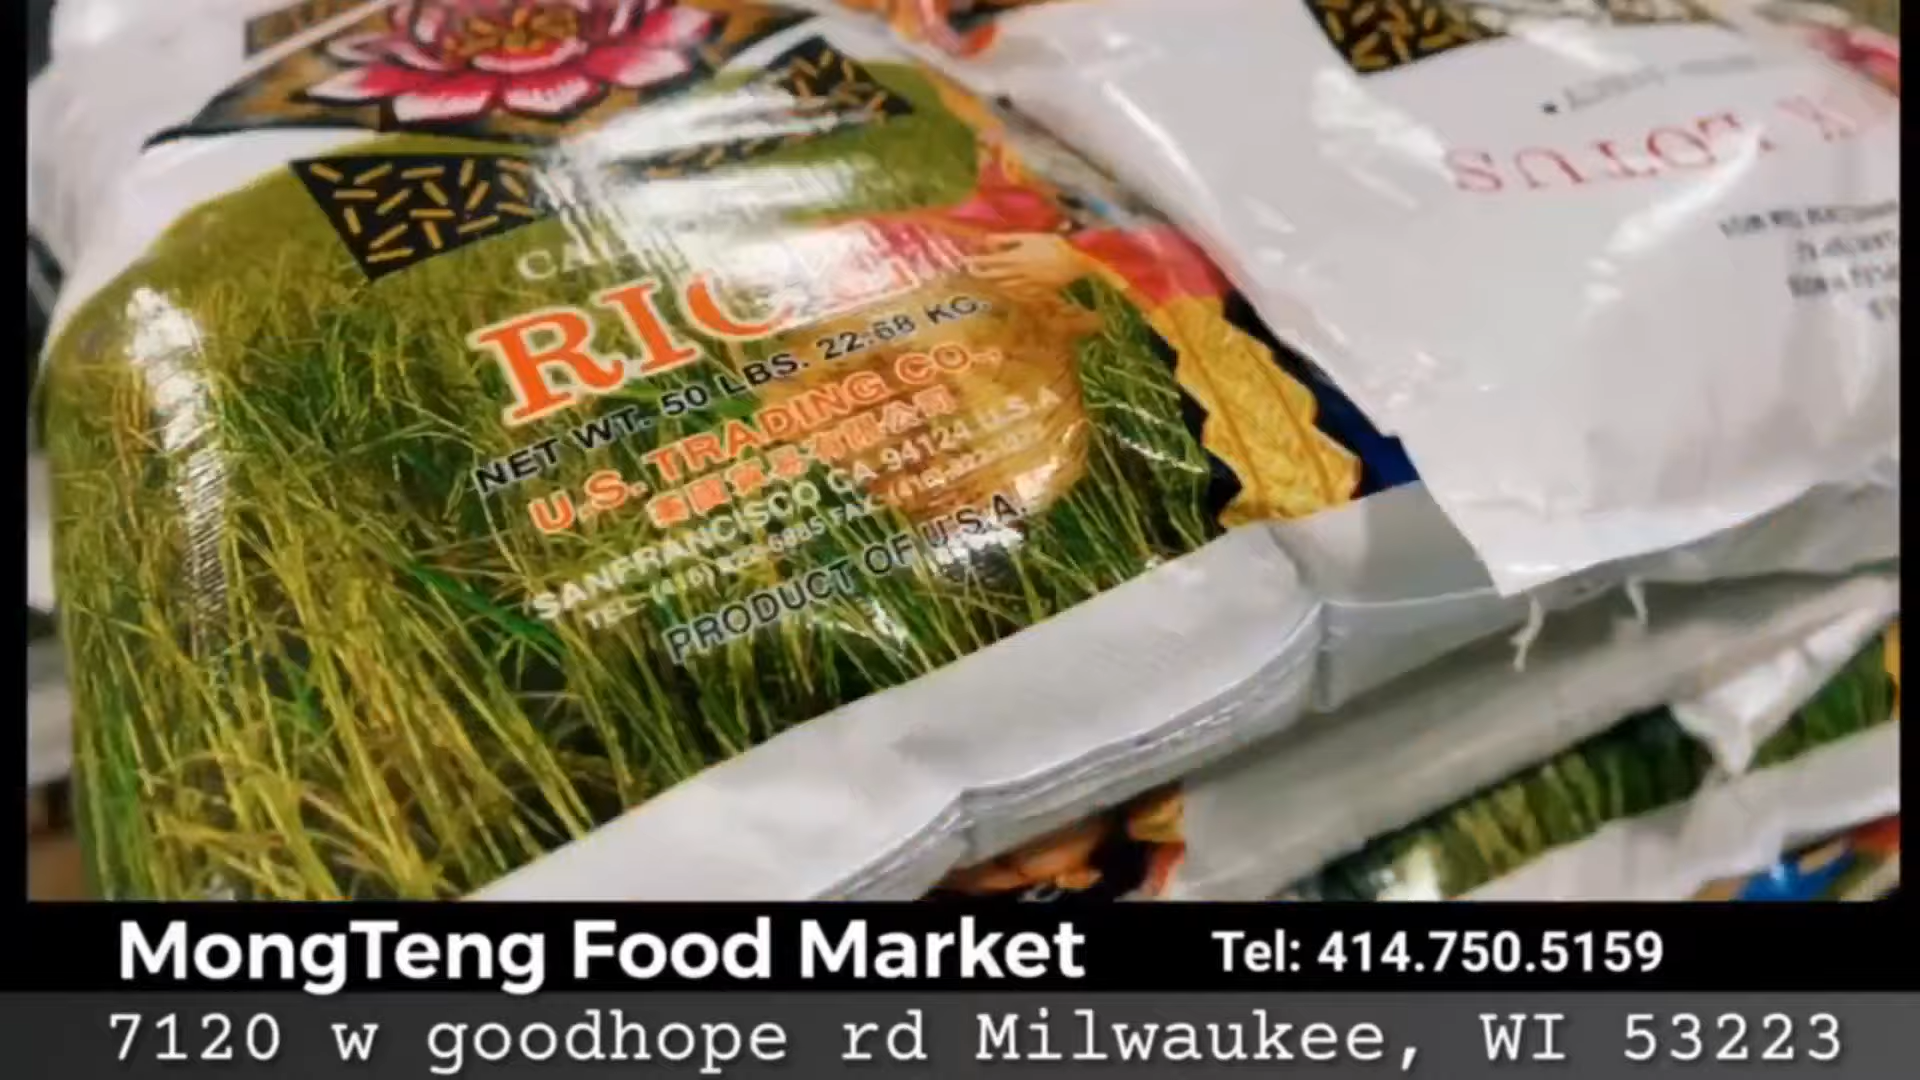 RIC
NET WT. 50 LBS. 22.68 KG.
U.S. TRADING CO.,
SANFRANCISCO CA 94124 U.S.A
PRODUCT OF U.S.A.
LOTUS
MongTeng Food Market
Tel: 414.750.5159
7120 w goodhope rd Milwaukee, WI 53223